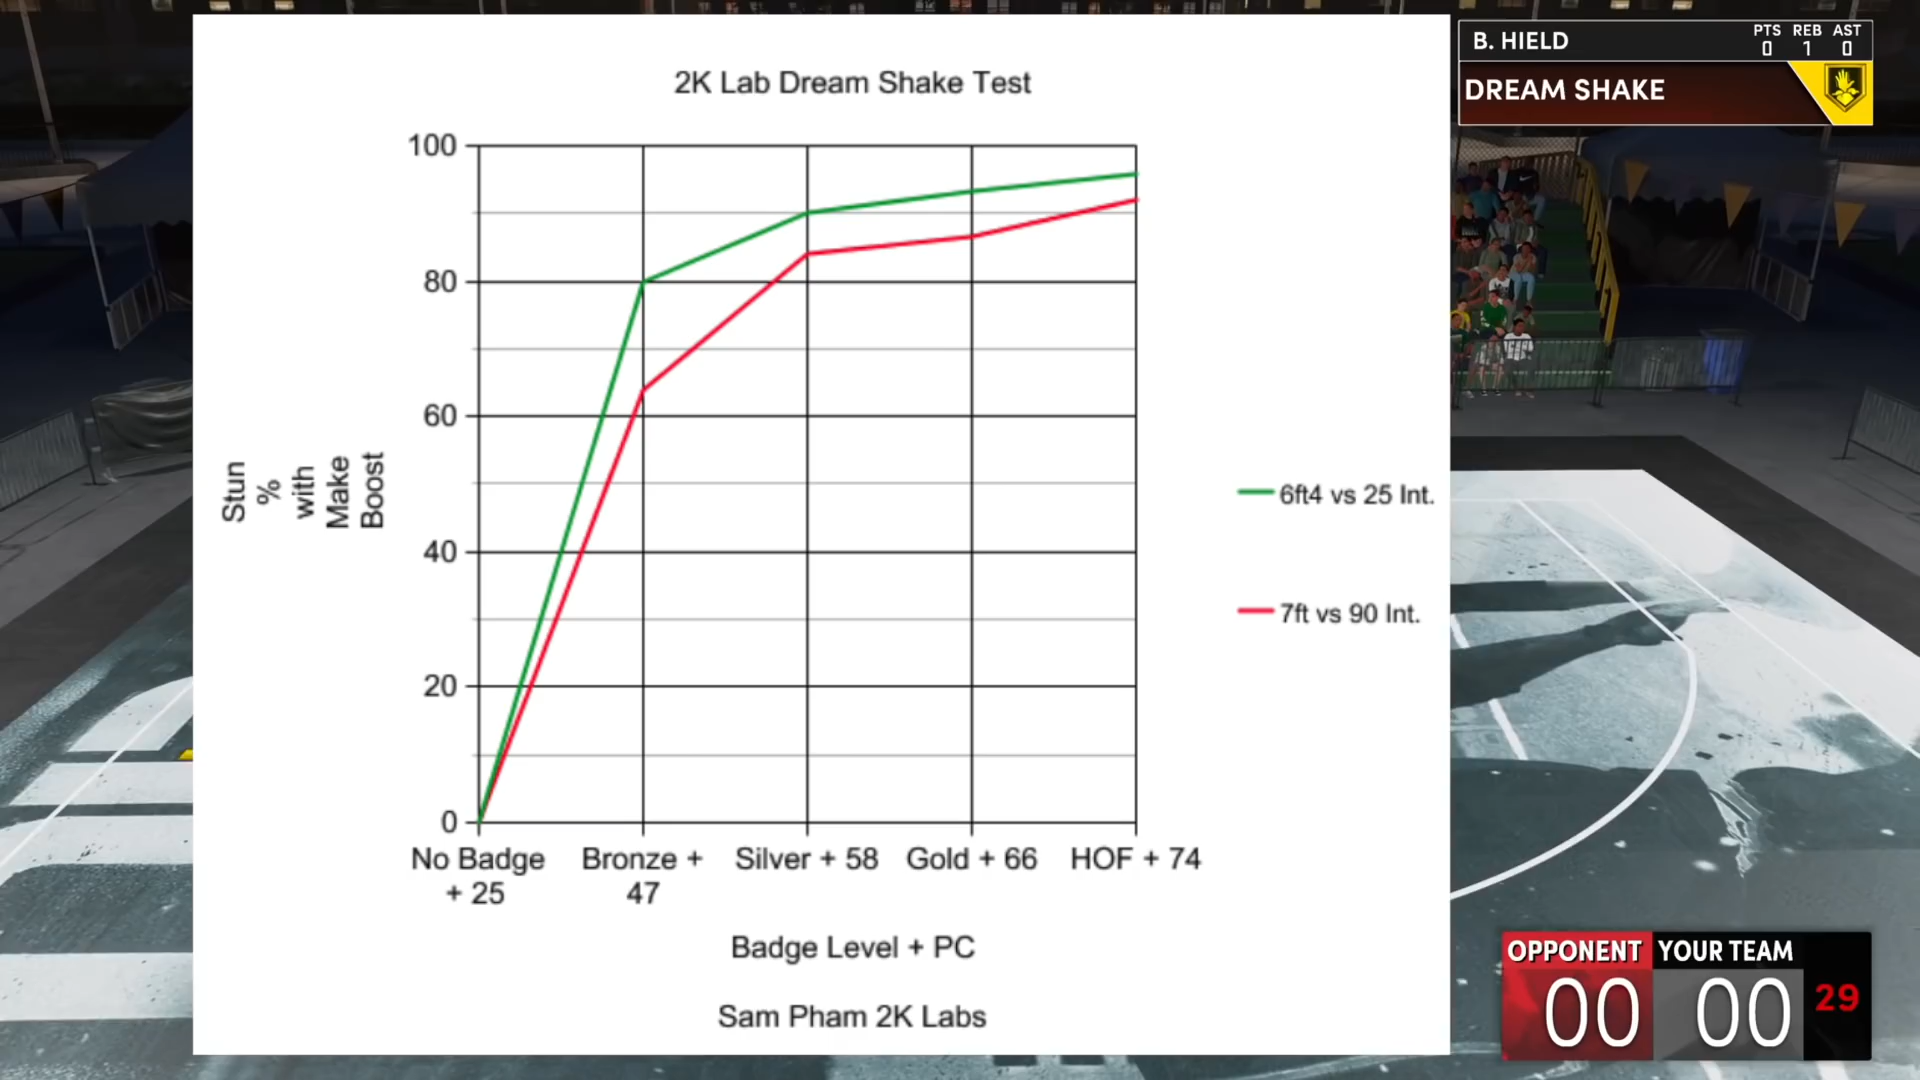 2K Lab Dream Shake Test
100
80
60
40
20
0
Stun
%
with
Make
Boost
No Badge
+ 25
Bronze +
47
Silver + 58
Gold + 66
HOF + 74
Badge Level + PC
Sam Pham 2K Labs
6ft4 vs 25 Int.
7ft vs 90 Int.
B. HIELD
PTS REB AST
0 1 0
DREAM SHAKE
OPPONENT YOUR TEAM
00 00 29